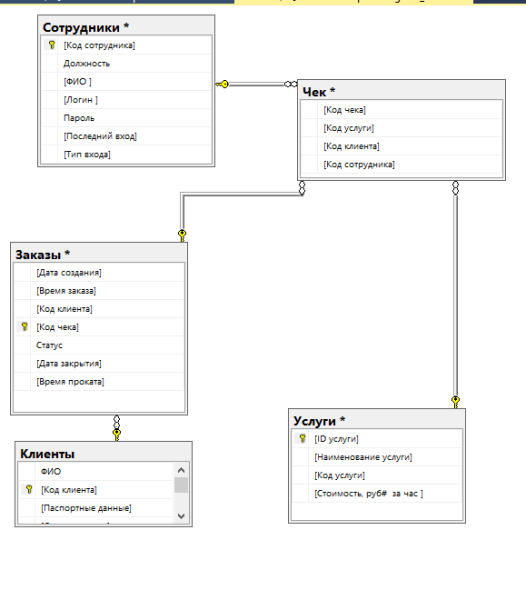 Сотрудники *
[Код сотрудника]
Должность
[ФИО ]
[Логин ]
Пароль
[Последний вход]
[Тип входа]
Чек *
[Код чека]
[Код услуги]
[Код клиента]
[Код сотрудника]
Заказы *
[Дата создания]
[Время заказа]
[Код клиента]
[Код чека]
Статус
[Дата закрытия]
[Время проката]
Клиенты
ФИО
[Код клиента]
[Паспортные данные]
Услуги *
[ID услуги]
[Наименование услуги]
[Код услуги]
[Стоимость, руб#  за час ]